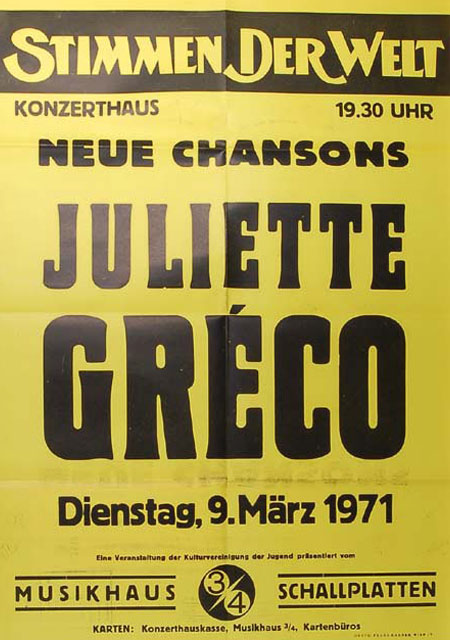 STIMMEN DER WELT
KONZERTHAUS 19.30 UHR
NEUE CHANSONS
JULIETTE
GRÉCO
Dienstag, 9. März 1971
Eine Veranstaltung der Kulturvereinigung der Jugend präsentiert vom
MUSIKHAUS 3/4 SCHALLPLATTEN
KARTEN: Konzerthauskasse, Musikhaus 3/4, Kartenbüros